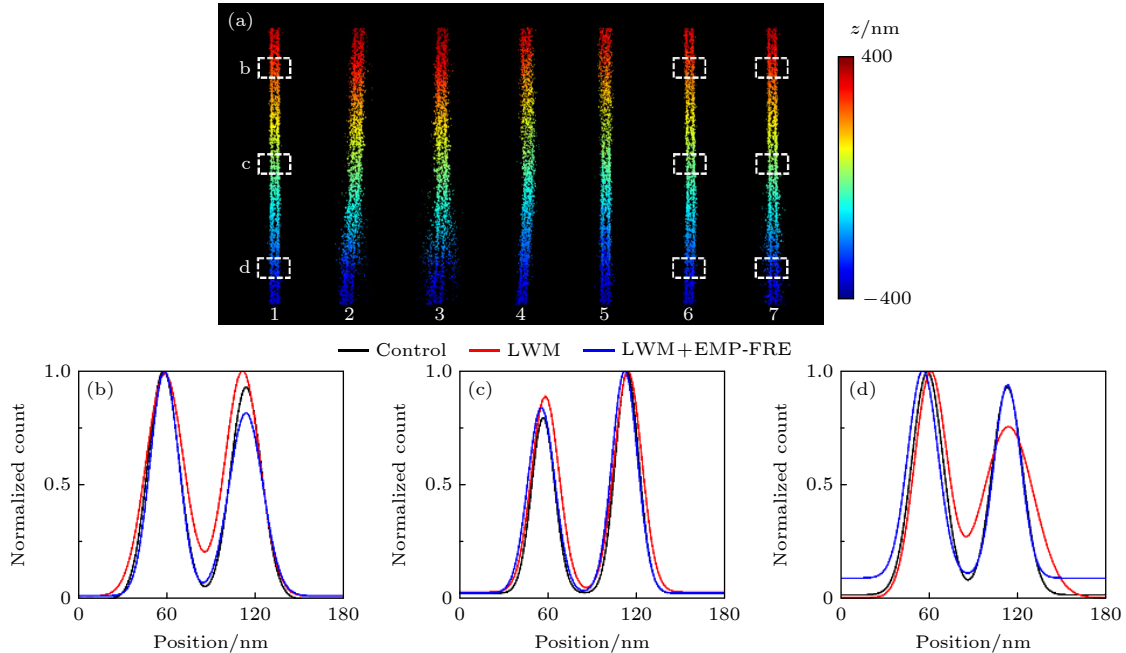 (a)
z/nm
400
−400
b
c
d
1 2 3 4 5 6 7
Control LWM LWM+EMP-FRE
(b)
1.0
0.5
0
Normalized count
0 60 120 180
Position/nm
(c)
1.0
0.5
0
Normalized count
0 60 120 180
Position/nm
(d)
1.0
0.5
0
Normalized count
0 60 120 180
Position/nm